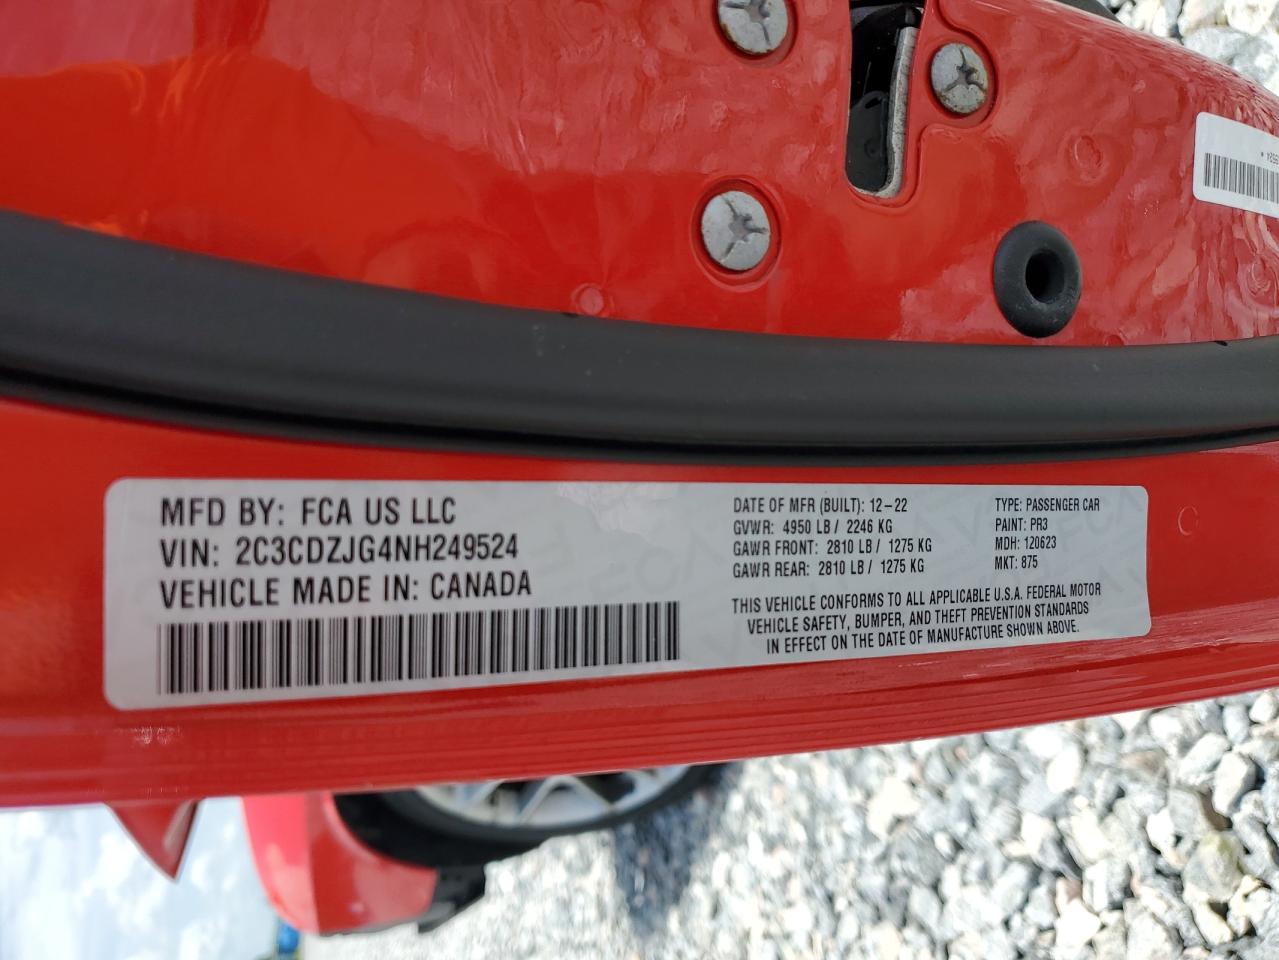 MFD BY: FCA US LLC
VIN: 2C3CDZJG4NH249524
VEHICLE MADE IN: CANADA
DATE OF MFR (BUILT): 12-22
GVWR: 4950 LB / 2246 KG
GAWR FRONT: 2810 LB / 1275 KG
GAWR REAR: 2810 LB / 1275 KG
TYPE: PASSENGER CAR
PAINT: PR3
MDH: 120623
MKT: 875
THIS VEHICLE CONFORMS TO ALL APPLICABLE U.S.A. FEDERAL MOTOR
VEHICLE SAFETY, BUMPER, AND THEFT PREVENTION STANDARDS
IN EFFECT ON THE DATE OF MANUFACTURE SHOWN ABOVE.